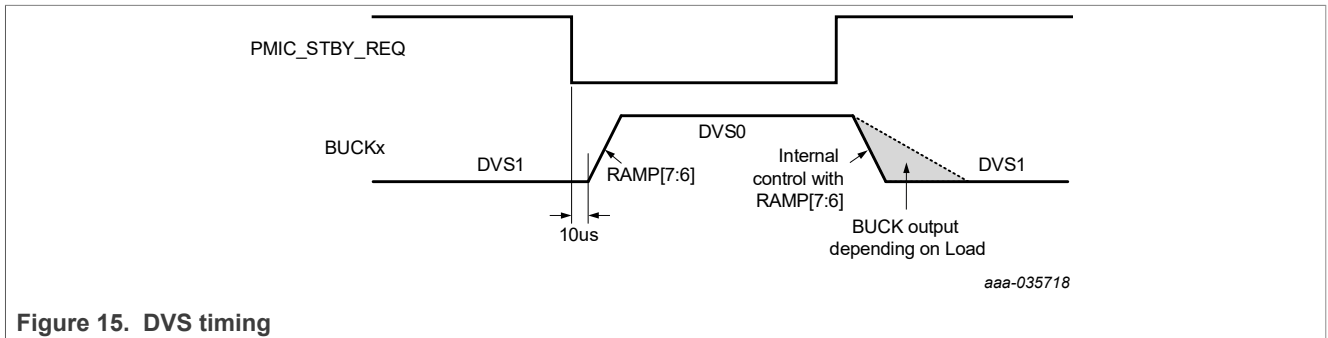 PMIC_STBY_REQ
BUCKx
DVS1
RAMP[7:6]
DVS0
Internal
control with
RAMP[7:6]
DVS1
10us
BUCK output
depending on Load
aaa-035718
Figure 15. DVS timing